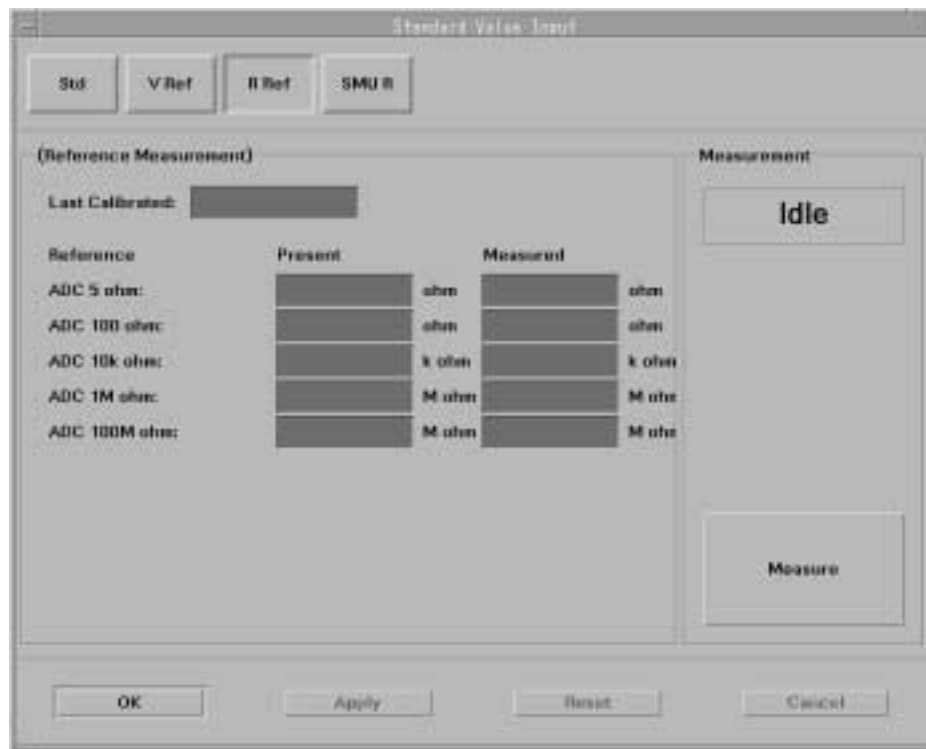 Standard Value Input
Std V Ref R Ref SMU R
(Reference Measurement)
Measurement
Last Calibrated:
Idle
Reference Present Measured
ADC 5 ohm: ohm ohm
ADC 100 ohm: ohm ohm
ADC 10k ohm: k ohm k ohm
ADC 1M ohm: M ohm M ohm
ADC 100M ohm: M ohm M ohm
Measure
OK Apply Reset Cancel